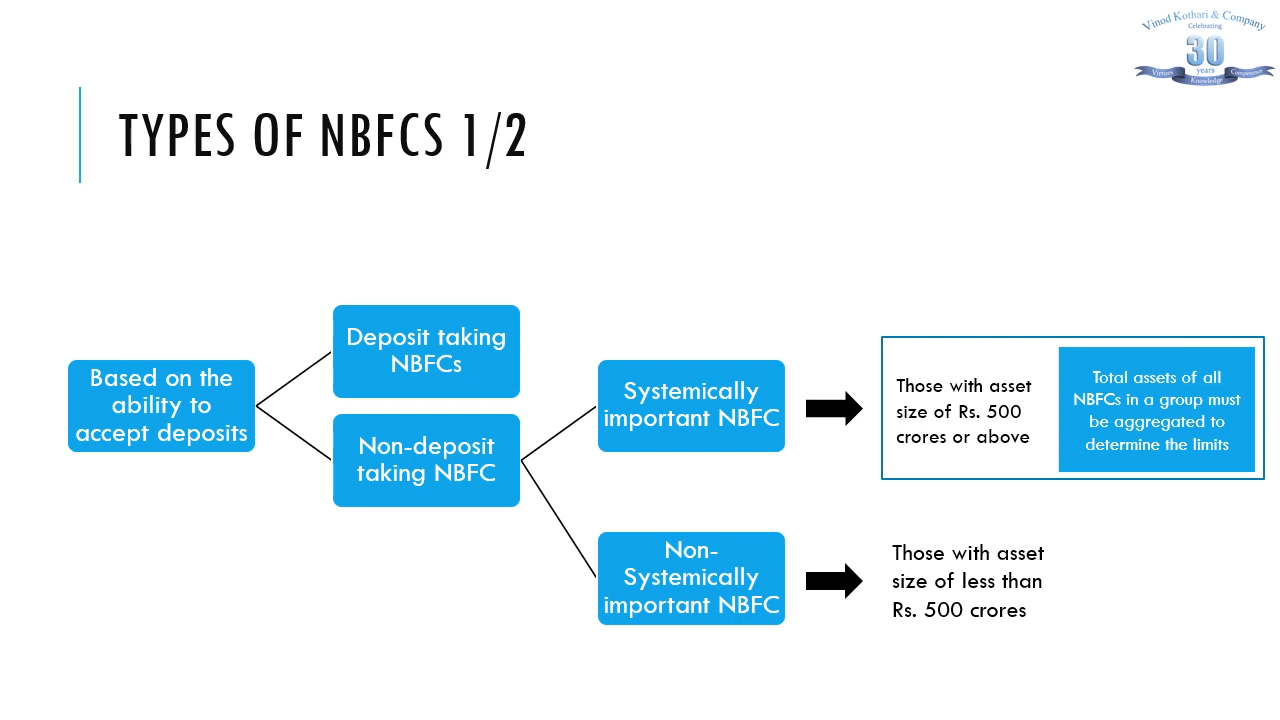 Vinod Kothari & Company
Celebrating
30
years
Virtues
Knowledge
Competence
TYPES OF NBFCS 1/2
Based on the
ability to
accept deposits
Deposit taking
NBFCs
Non-deposit
taking NBFC
Systemically
important NBFC
Those with asset
size of Rs. 500
crores or above
Total assets of all
NBFCs in a group must
be aggregated to
determine the limits
Non-
Systemically
important NBFC
Those with asset
size of less than
Rs. 500 crores